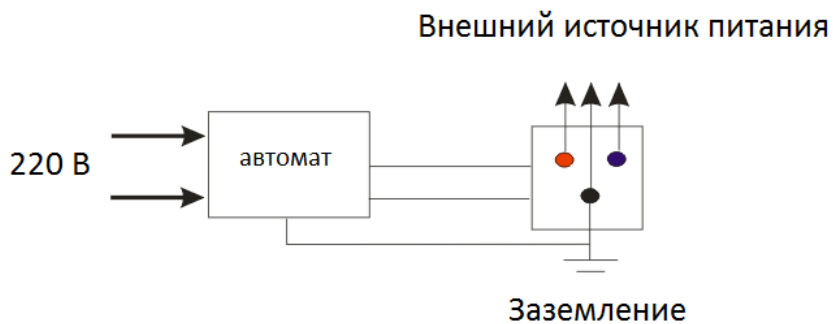 Внешний источник питания
220 В
автомат
Заземление